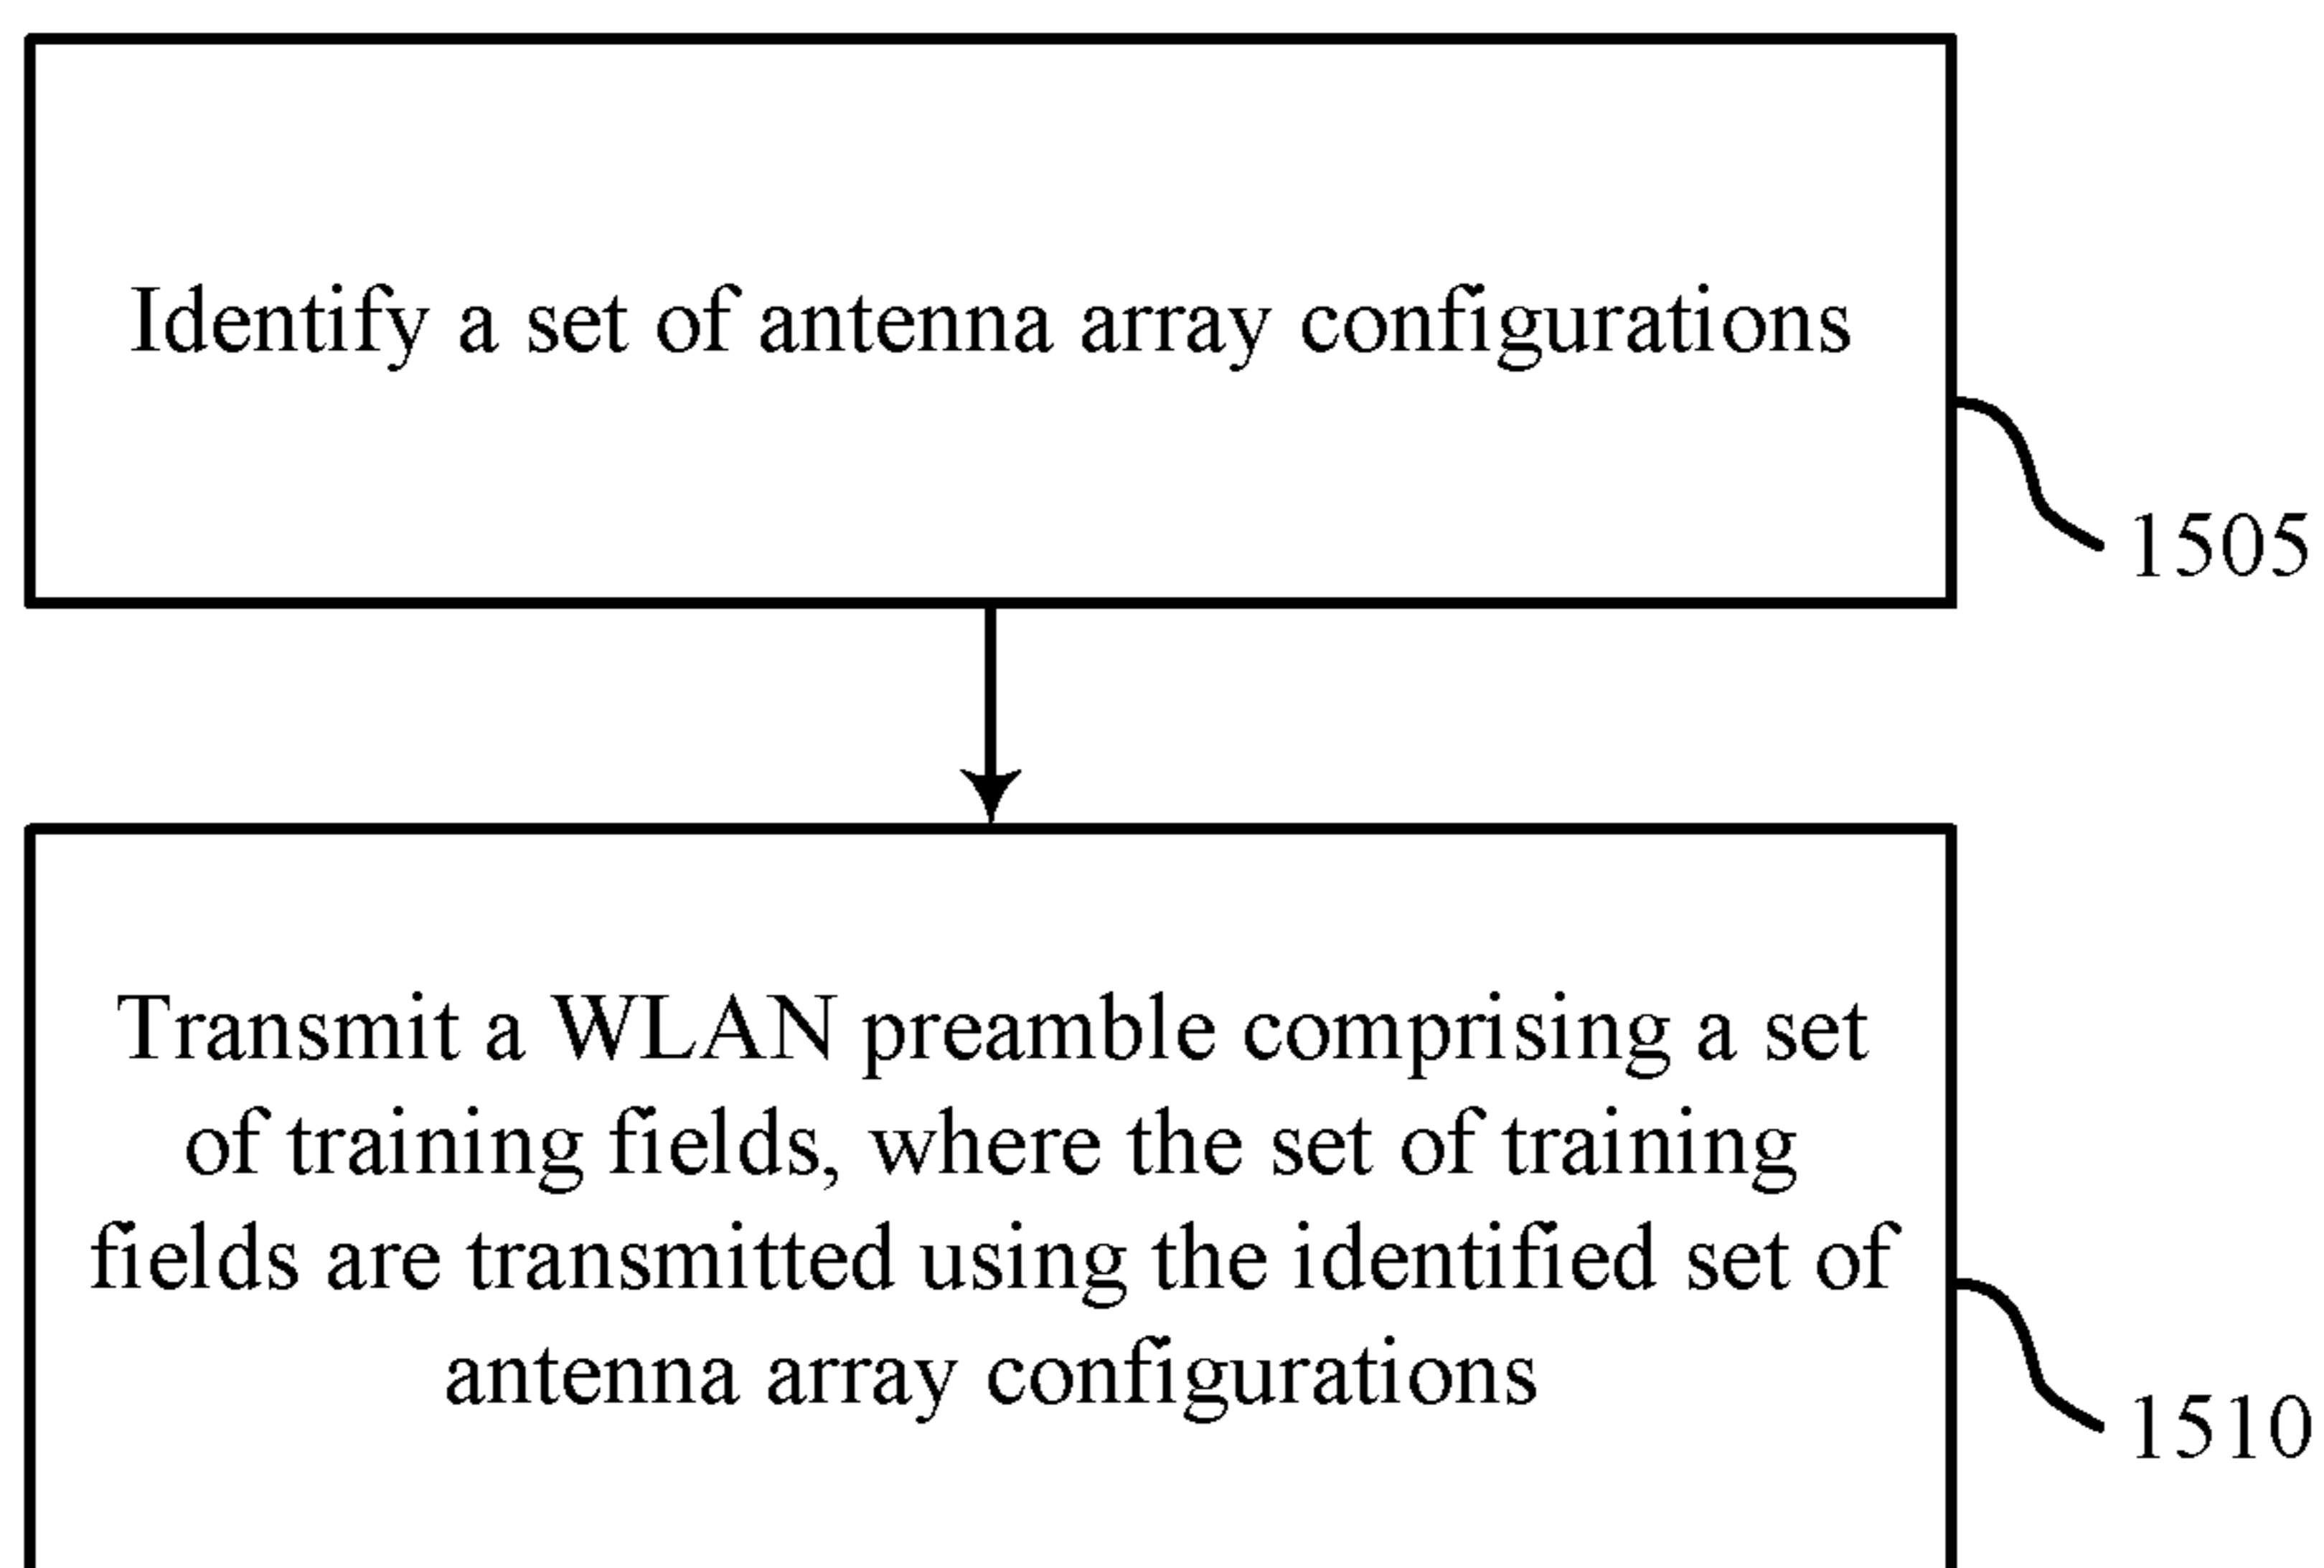 Identify a set of antenna array configurations
1505
Transmit a WLAN preamble comprising a set
of training fields, where the set of training
fields are transmitted using the identified set of
antenna array configurations
1510